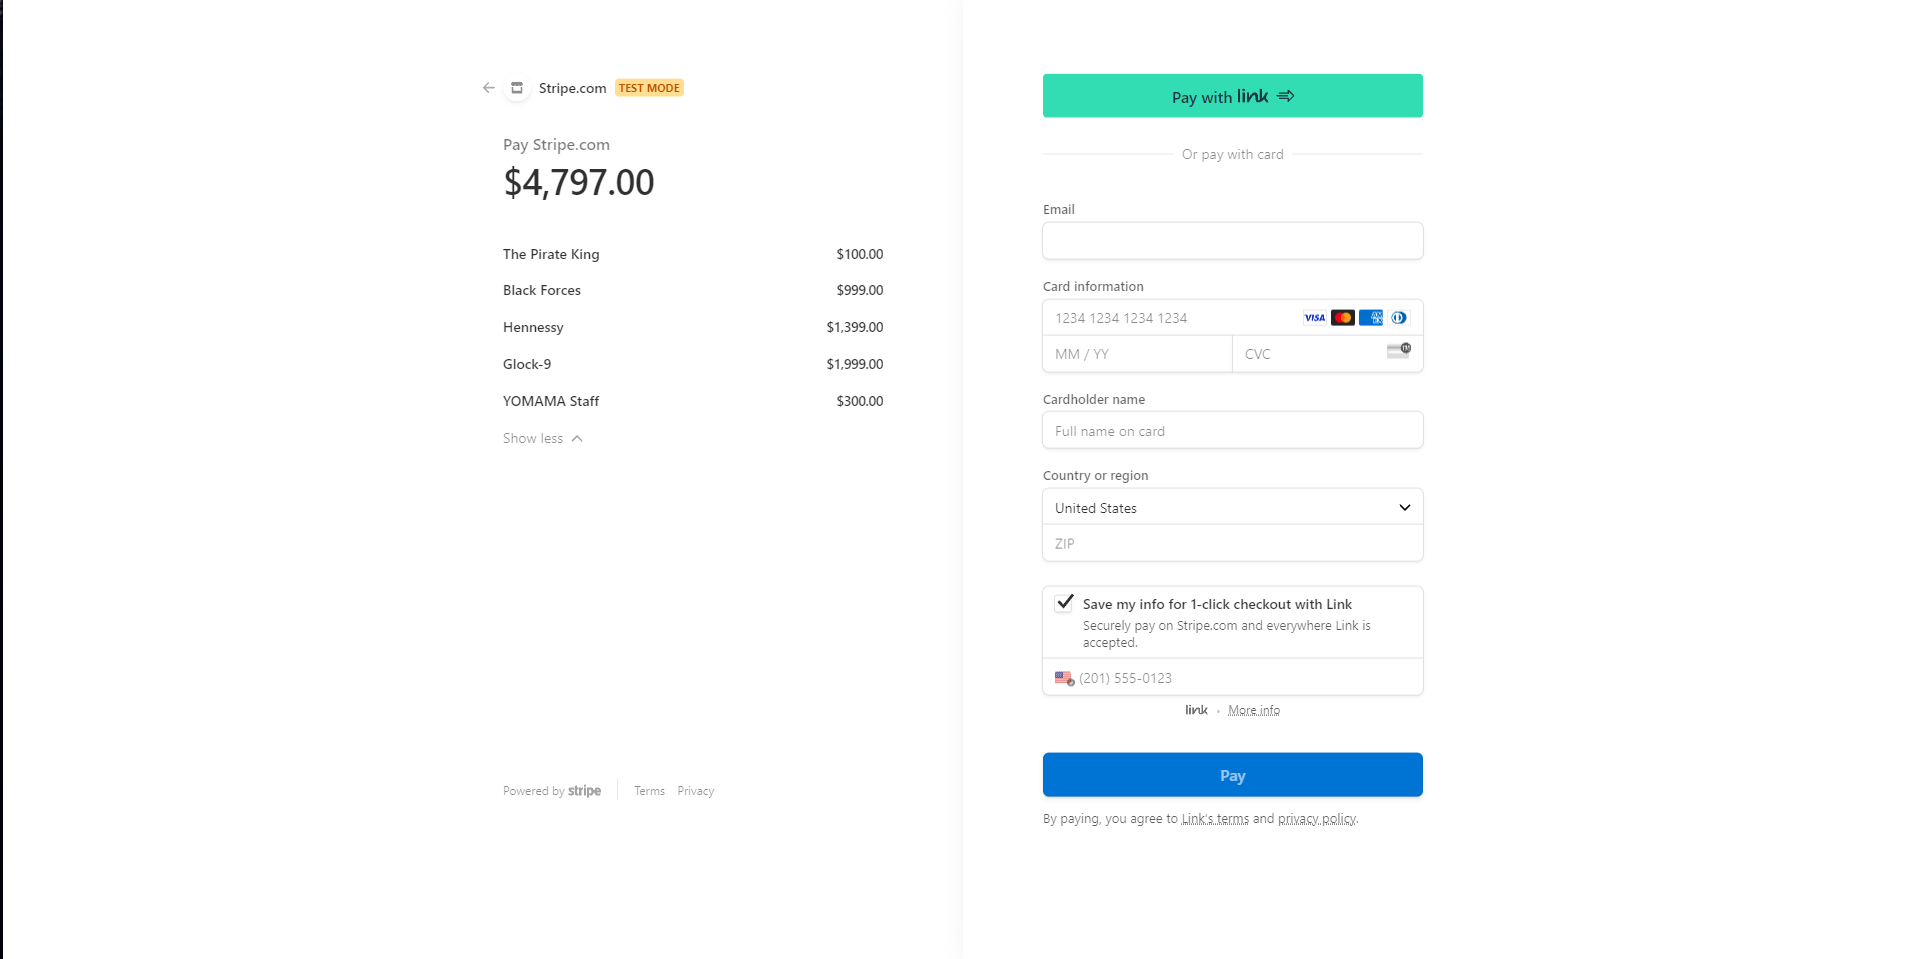 Stripe.com TEST MODE
Pay Stripe.com
$4,797.00
The Pirate King $100.00
Black Forces $999.00
Hennessy $1,399.00
Glock-9 $1,999.00
YOMAMA Staff $300.00
Show less
Powered by stripe Terms Privacy
Pay with link
Or pay with card
Email
Card information
1234 1234 1234 1234 VISA
MM / YY CVC
Cardholder name
Full name on card
Country or region
United States
ZIP
Save my info for 1-click checkout with Link
Securely pay on Stripe.com and everywhere Link is
accepted.
(201) 555-0123
link • More info
Pay
By paying, you agree to Link's terms and privacy policy.